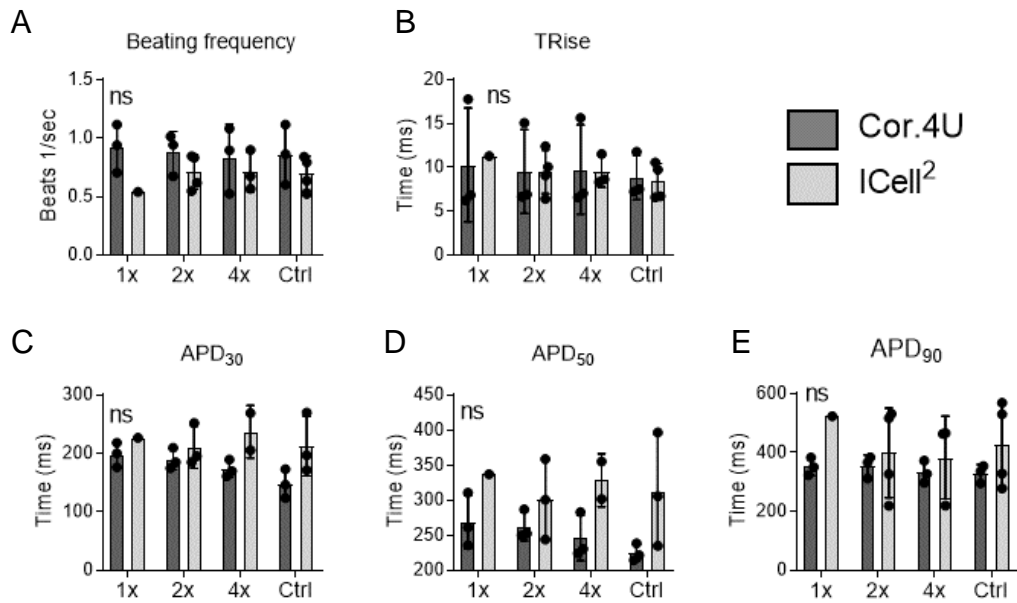 A
Beating frequency
Beats 1/sec
1.5
1.0
0.5
0.0
ns
1x 2x 4x Ctrl
B
TRise
Time (ms)
20
15
10
5
0
ns
1x 2x 4x Ctrl
Cor.4U
ICell²
C
APD₃₀
Time (ms)
300
200
100
0
ns
1x 2x 4x Ctrl
D
APD₅₀
Time (ms)
450
400
350
300
250
200
ns
1x 2x 4x Ctrl
E
APD₉₀
Time (ms)
600
400
200
0
ns
1x 2x 4x Ctrl